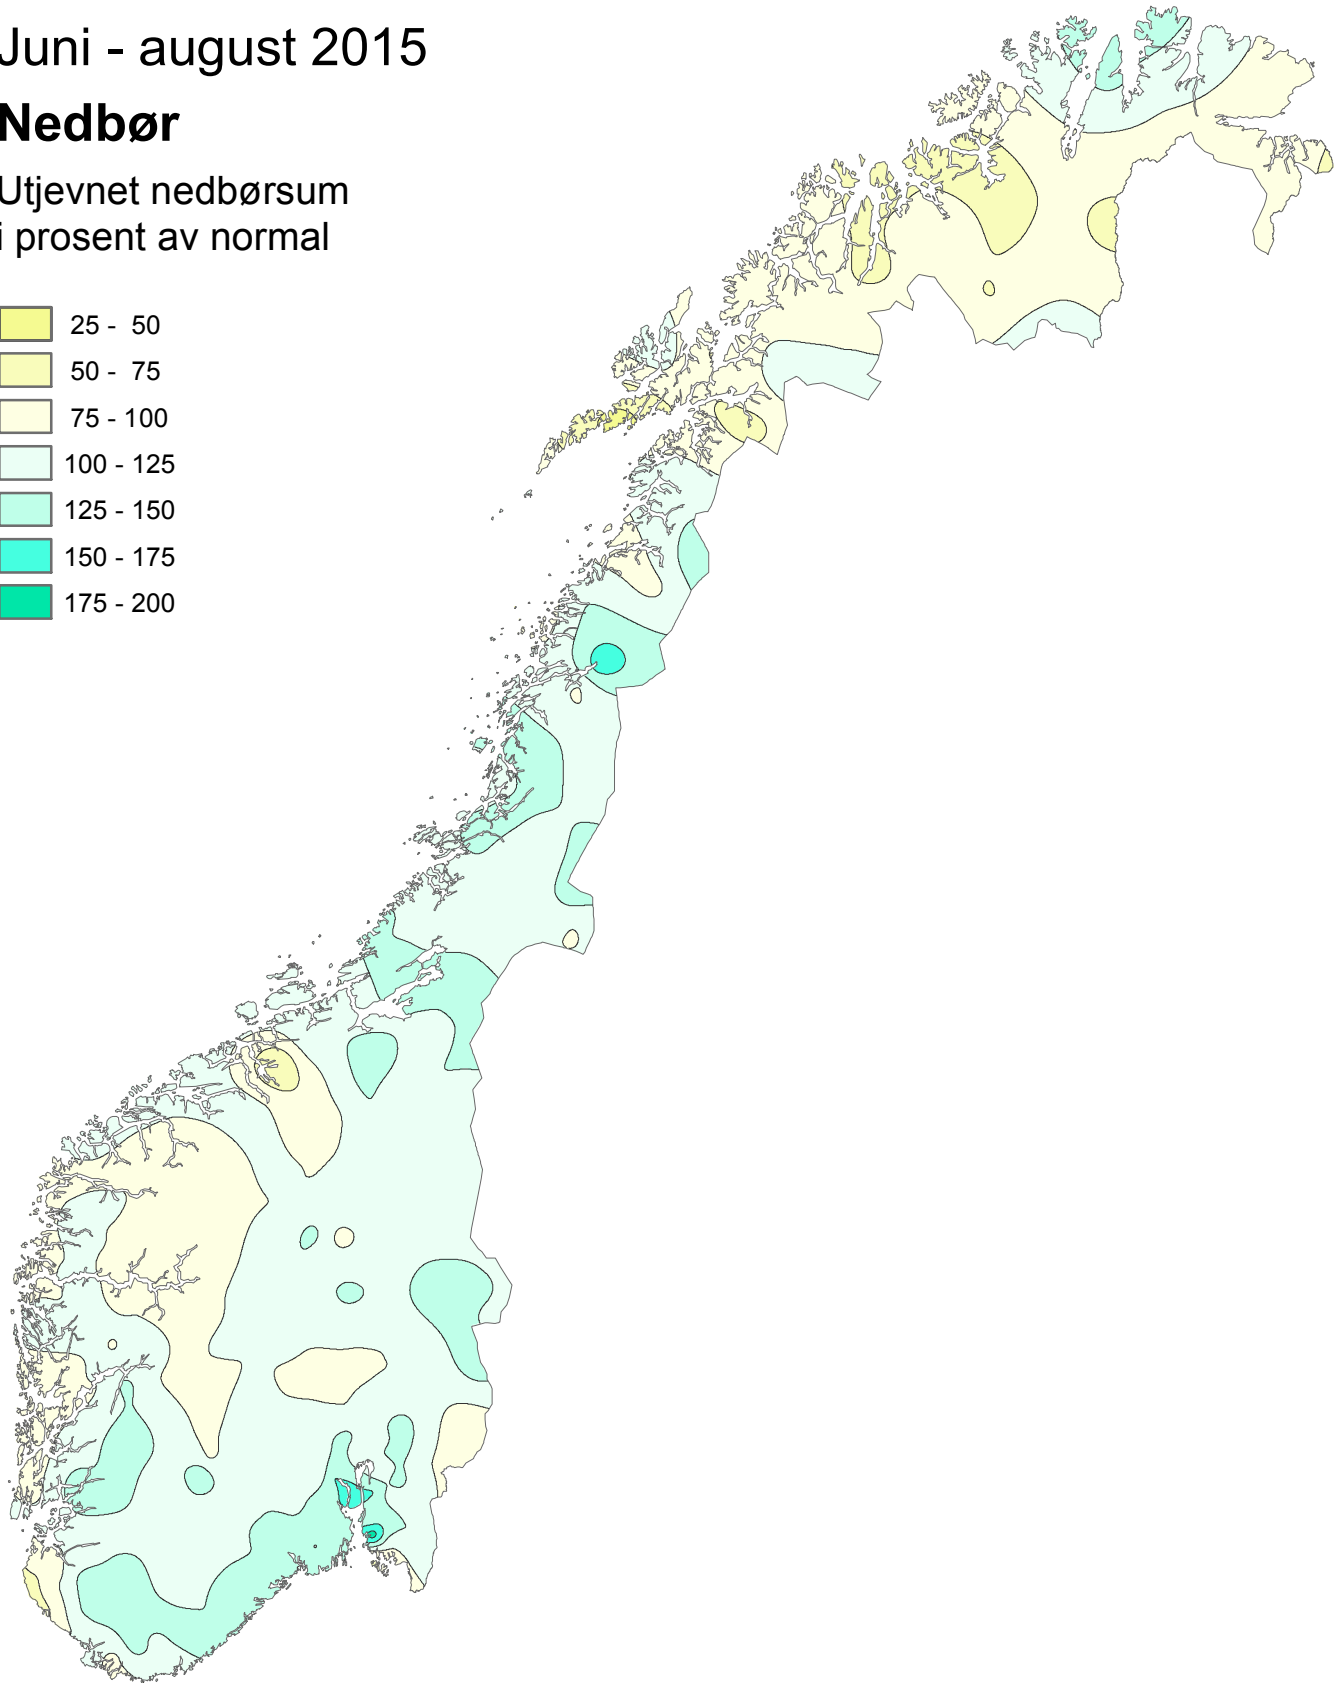 Juni - august 2015
Nedbør
Utjevnet nedbørsum
i prosent av normal
25 - 50
50 - 75
75 - 100
100 - 125
125 - 150
150 - 175
175 - 200